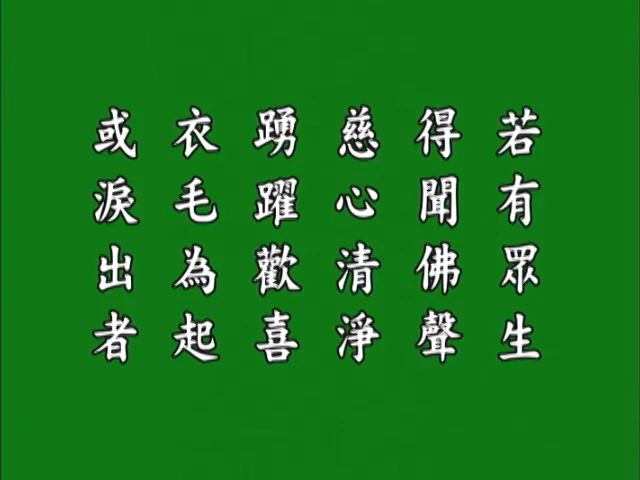 若有眾生
得聞佛聲
慈心清淨
踴躍歡喜
衣毛為起
或淚出者